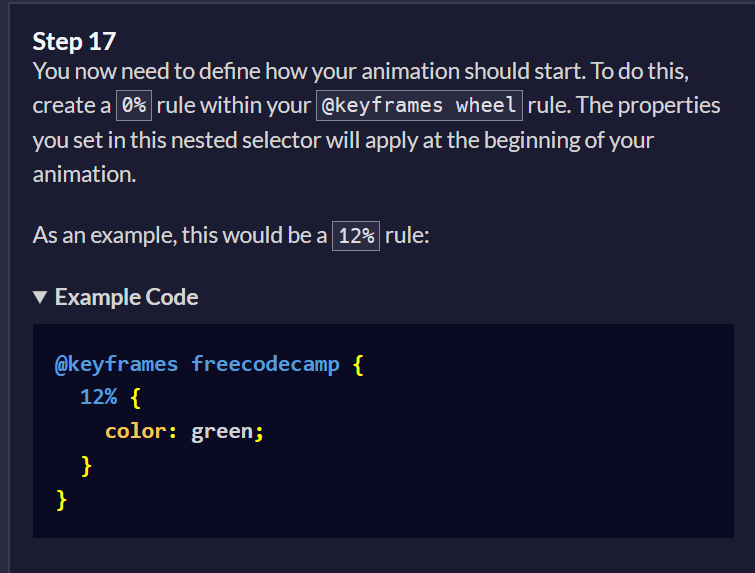 Step 17
You now need to define how your animation should start. To do this,
create a 0% rule within your @keyframes wheel rule. The properties
you set in this nested selector will apply at the beginning of your
animation.
As an example, this would be a 12% rule:
▼ Example Code
@keyframes freecodecamp {
  12% {
    color: green;
  }
}